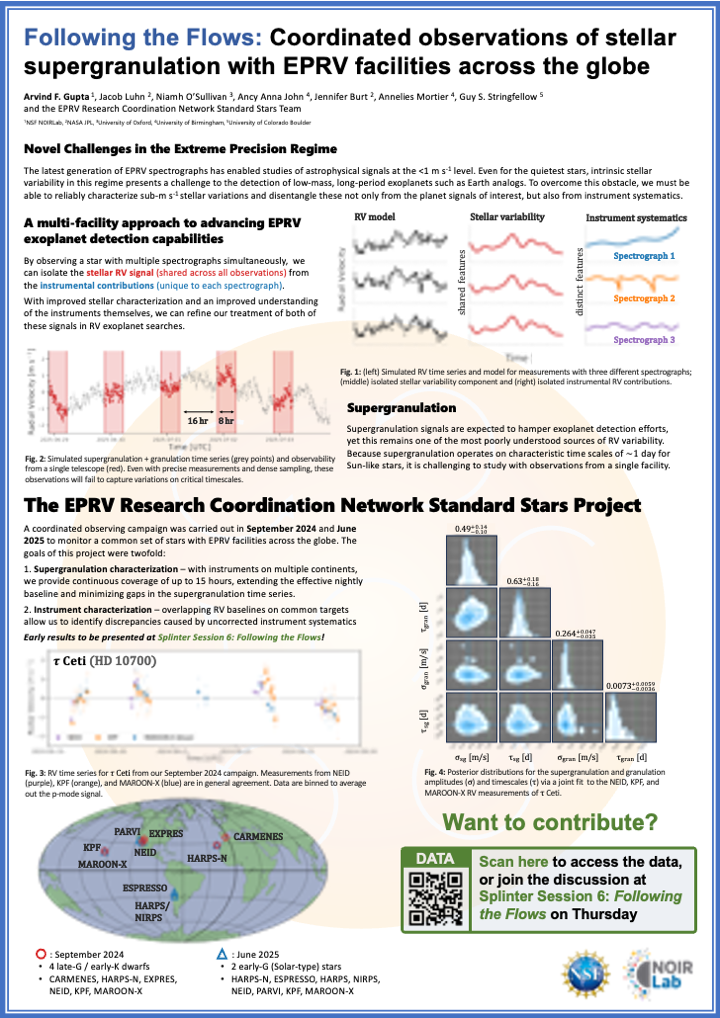 Following the Flows: Coordinated observations of stellar
supergranulation with EPRV facilities across the globe
Arvind F. Gupta 1, Jacob Luhn 2, Niamh O'Sullivan 3, Ancy Anna John 4, Jennifer Burt 2, Annelies Mortier 4, Guy S. Stringfellow 5
and the EPRV Research Coordination Network Standard Stars Team
1NSF NOIRLab, 2NASA JPL, 3University of Oxford, 4University of Birmingham, 5University of Colorado Boulder
Novel Challenges in the Extreme Precision Regime
The latest generation of EPRV spectrographs has enabled studies of astrophysical signals at the <1 m s-1 level. Even for the quietest stars, intrinsic stellar
variability in this regime presents a challenge to the detection of low-mass, long-period exoplanets such as Earth analogs. To overcome this obstacle, we must be
able to reliably characterize sub-m s-1 stellar variations and disentangle these not only from the planet signals of interest, but also from instrument systematics.
A multi-facility approach to advancing EPRV
exoplanet detection capabilities
By observing a star with multiple spectrographs simultaneously, we
can isolate the stellar RV signal (shared across all observations) from
the instrumental contributions (unique to each spectrograph).
With improved stellar characterization and an improved understanding
of the instruments themselves, we can refine our treatment of both of
these signals in RV exoplanet searches.
RV model
Stellar variability
Instrument systematics
Radial Velocity
shared features
distinct features
Spectrograph 1
Spectrograph 2
Spectrograph 3
Time
Fig. 1: (left) Simulated RV time series and model for measurements with three different spectrographs;
(middle) isolated stellar variability component and (right) isolated instrumental RV contributions.
Radial Velocity [m s-1]
16 hr
8 hr
Time [UTC]
Fig. 2: Simulated supergranulation + granulation time series (grey points) and observability
from a single telescope (red). Even with precise measurements and dense sampling, these
observations will fail to capture variations on critical timescales.
Supergranulation
Supergranulation signals are expected to hamper exoplanet detection efforts,
yet this remains one of the most poorly understood sources of RV variability.
Because supergranulation operates on characteristic time scales of ~1 day for
Sun-like stars, it is challenging to study with observations from a single facility.
The EPRV Research Coordination Network Standard Stars Project
A coordinated observing campaign was carried out in September 2024 and June
2025 to monitor a common set of stars with EPRV facilities across the globe. The
goals of this project were twofold:
1. Supergranulation characterization – with instruments on multiple continents,
we provide continuous coverage of up to 15 hours, extending the effective nightly
baseline and minimizing gaps in the supergranulation time series.
2. Instrument characterization – overlapping RV baselines on common targets
allow us to identify discrepancies caused by uncorrected instrument systematics
Early results to be presented at Splinter Session 6: Following the Flows!
τ Ceti (HD 10700)
Fig. 3: RV time series for τ Ceti from our September 2024 campaign. Measurements from NEID
(purple), KPF (orange), and MAROON-X (blue) are in general agreement. Data are binned to average
out the p-mode signal.
0.49+0.14 -0.10
0.63+0.18 -0.16
0.264+0.047 -0.033
0.0073+0.0059 -0.0036
τgran [d]
σgran [m/s]
τsg [d]
σsg [m/s]
τsg [d]
σgran [m/s]
τgran [d]
Fig. 4: Posterior distributions for the supergranulation and granulation
amplitudes (σ) and timescales (τ) via a joint fit to the NEID, KPF, and
MAROON-X RV measurements of τ Ceti.
PARVI
EXPRES
CARMENES
KPF
NEID
HARPS-N
MAROON-X
ESPRESSO
HARPS/
NIRPS
: September 2024
• 4 late-G / early-K dwarfs
• CARMENES, HARPS-N, EXPRES,
NEID, KPF, MAROON-X
: June 2025
• 2 early-G (Solar-type) stars
• HARPS-N, ESPRESSO, HARPS, NIRPS,
NEID, PARVI, KPF, MAROON-X
Want to contribute?
DATA
Scan here to access the data,
or join the discussion at
Splinter Session 6: Following
the Flows on Thursday
NSF
NOIR
Lab